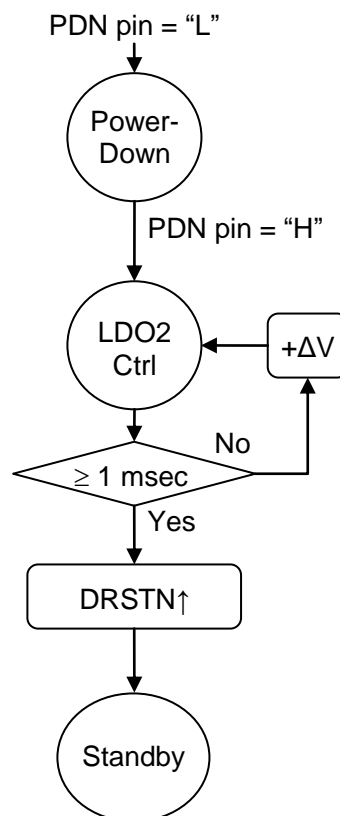 PDN pin = “L”
Power-
Down
PDN pin = “H”
LDO2
Ctrl
+ΔV
No
≥ 1 msec
Yes
DRSTN↑
Standby